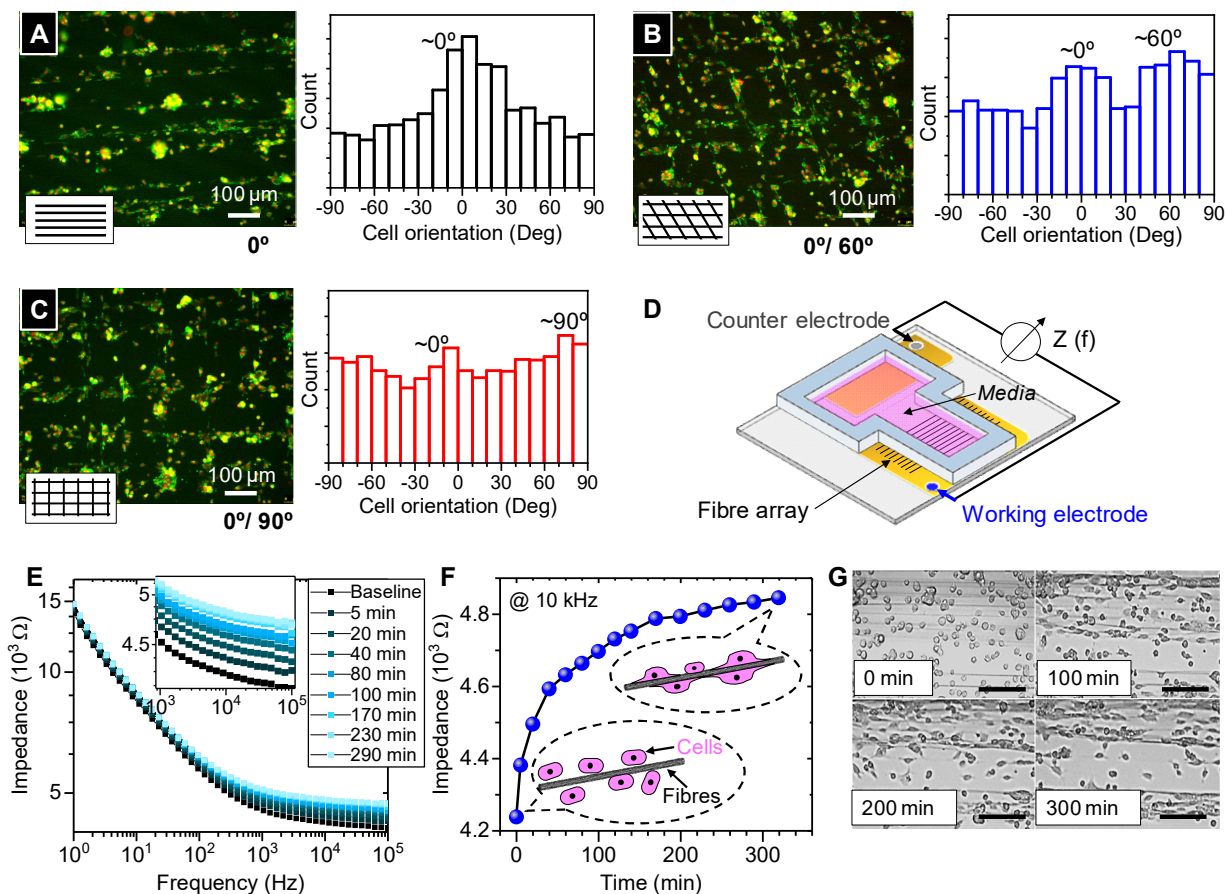 A
~0º
Count
100 µm
-90 -60 -30 0 30 60 90
Cell orientation (Deg)
0º
B
~0º
~60º
Count
100 µm
-90 -60 -30 0 30 60 90
Cell orientation (Deg)
0º/ 60º
C
~0º
~90º
Count
100 µm
-90 -60 -30 0 30 60 90
Cell orientation (Deg)
0º/ 90º
D
Counter electrode
Z (f)
Media
Fibre array
Working electrode
E
Impedance (10³ Ω)
15
10
5
5
4.5
10³ 10⁴ 10⁵
Baseline
5 min
20 min
40 min
80 min
100 min
170 min
230 min
290 min
10⁰ 10¹ 10² 10³ 10⁴ 10⁵
Frequency (Hz)
F
@ 10 kHz
Impedance (10³ Ω)
4.8
4.6
4.4
4.2
Cells
Fibres
0 100 200 300
Time (min)
G
0 min
100 min
200 min
300 min